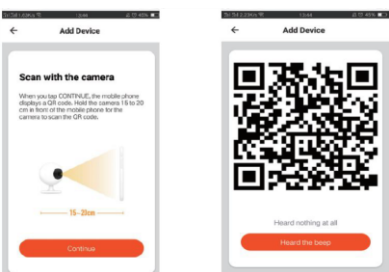 Add Device
Scan with the camera
When you tap CONTINUE, the mobile phone
displays a QR code. Hold the camera 16 to 20
cm in front of the mobile phone for the
camera to scan the QR code.
15-20cm
Continue
Add Device
Heard nothing at all
Heard the beep